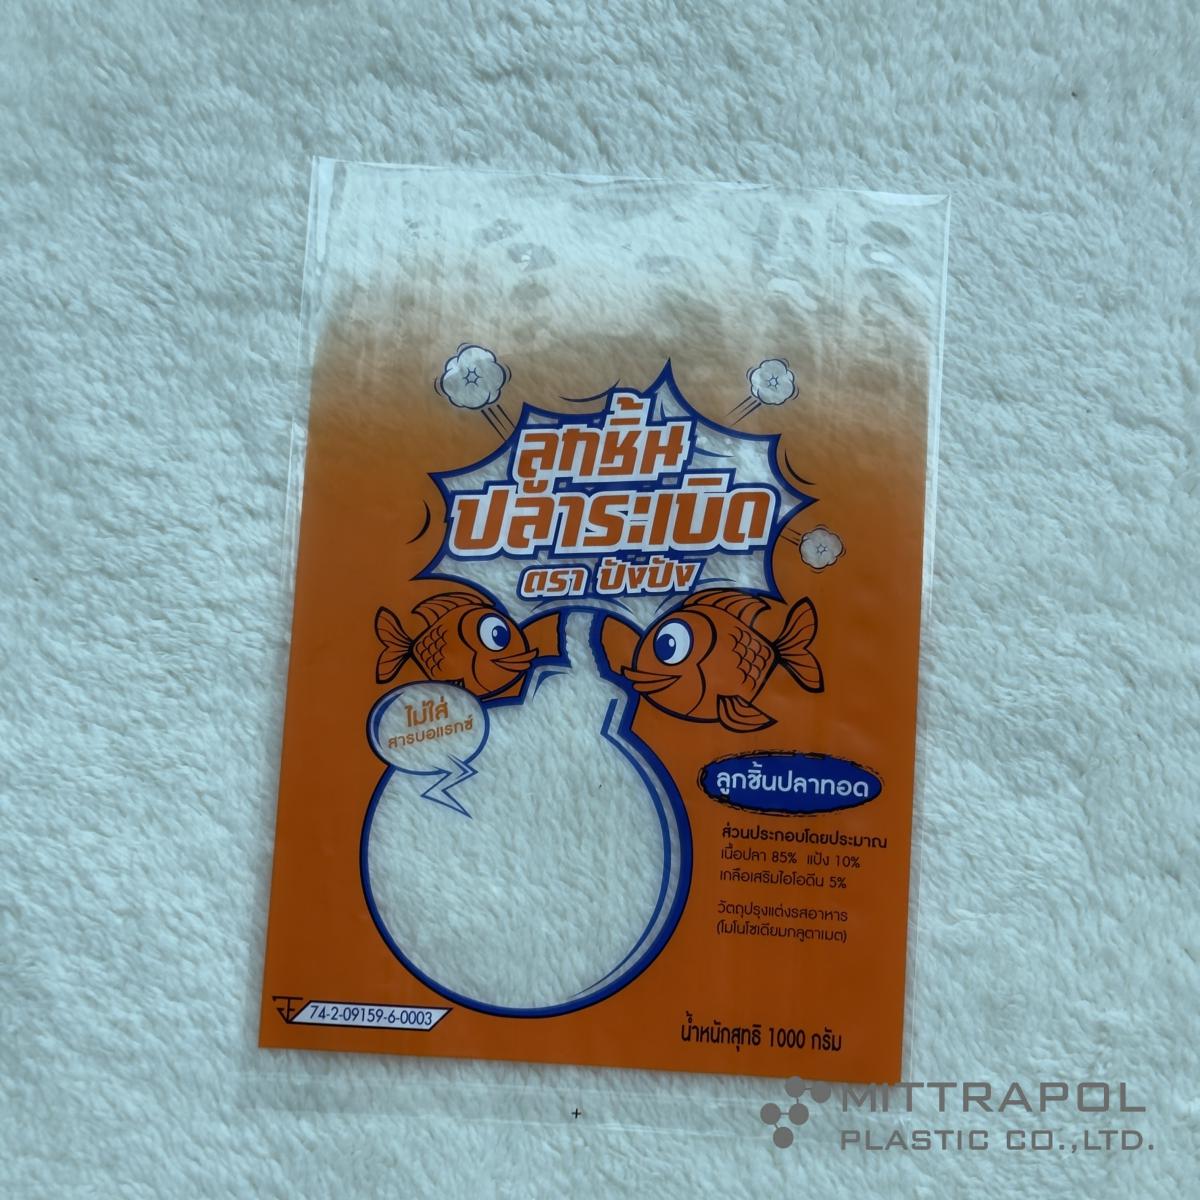 ลูกชิ้น
ปลาระเบิด
ตรา ปังปัง
ไม่ใส่
สารบอแรกซ์
ลูกชิ้นปลาทอด
ส่วนประกอบโดยประมาณ
เนื้อปลา 85% แป้ง 10%
เกลือเสริมไอโอดีน 5%
วัตถุปรุงแต่งรสอาหาร
(โมโนโซเดียมกลูตาเมต)
74-2-09159-6-0003
น้ำหนักสุทธิ 1000 กรัม
MITTRAPOL
PLASTIC CO.,LTD.